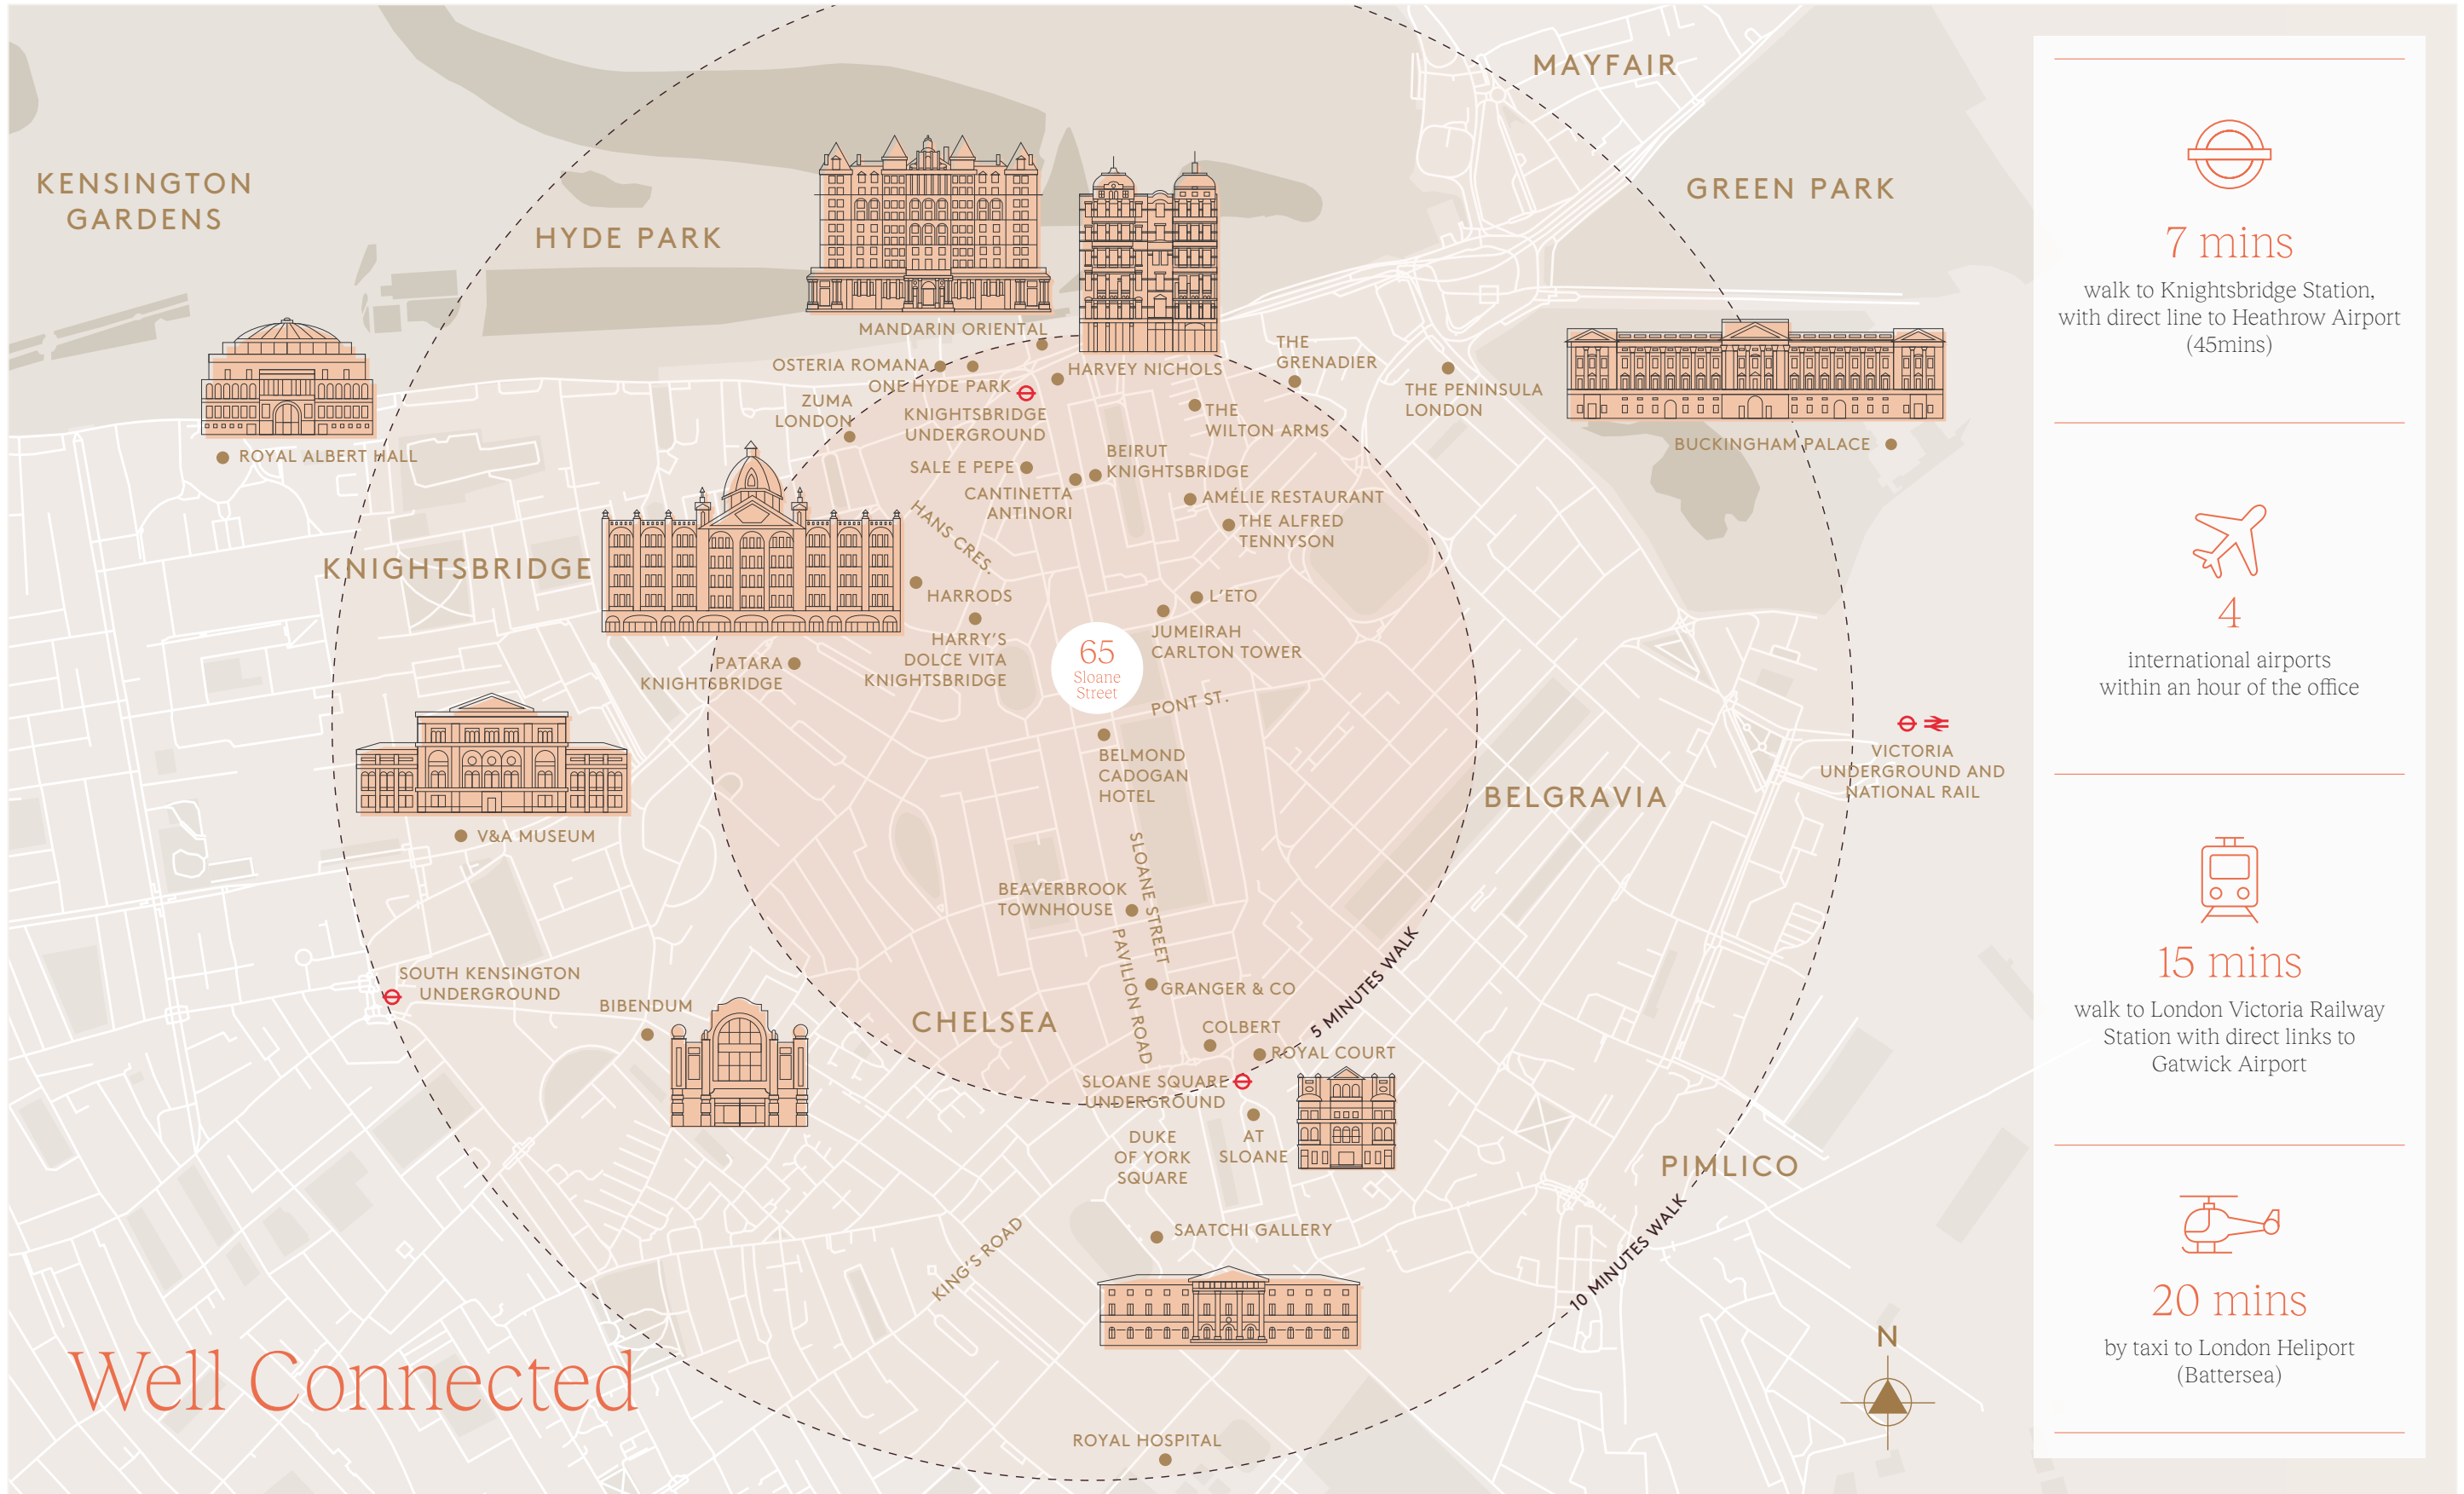 MAYFAIR
KENSINGTON
GARDENS
GREEN PARK
HYDE PARK
MANDARIN ORIENTAL
OSTERIA ROMANA
ONE HYDE PARK
HARVEY NICHOLS
THE
GRENADIER
THE PENINSULA
LONDON
ZUMA
LONDON
KNIGHTSBRIDGE
UNDERGROUND
THE
WILTON ARMS
BUCKINGHAM PALACE
ROYAL ALBERT HALL
SALE E PEPE
BEIRUT
KNIGHTSBRIDGE
CANTINETTA
ANTINORI
AMÉLIE RESTAURANT
THE ALFRED
TENNYSON
HANS CRES.
KNIGHTSBRIDGE
HARRODS
L'ETO
HARRY'S
DOLCE VITA
KNIGHTSBRIDGE
JUMEIRAH
CARLTON TOWER
65
Sloane
Street
PATARA
KNIGHTSBRIDGE
PONT ST.
BELMOND
CADOGAN
HOTEL
VICTORIA
UNDERGROUND AND
NATIONAL RAIL
BELGRAVIA
V&A MUSEUM
SLOANE STREET
BEAVERBROOK
TOWNHOUSE
PAVILION ROAD
SOUTH KENSINGTON
UNDERGROUND
BIBENDUM
GRANGER & CO
5 MINUTES WALK
CHELSEA
COLBERT
ROYAL COURT
SLOANE SQUARE
UNDERGROUND
DUKE
OF YORK
SQUARE
AT
SLOANE
PIMLICO
10 MINUTES WALK
SAATCHI GALLERY
KING'S ROAD
Well Connected
N
ROYAL HOSPITAL
7 mins
walk to Knightsbridge Station,
with direct line to Heathrow Airport
(45mins)
4
international airports
within an hour of the office
15 mins
walk to London Victoria Railway
Station with direct links to
Gatwick Airport
20 mins
by taxi to London Heliport
(Battersea)